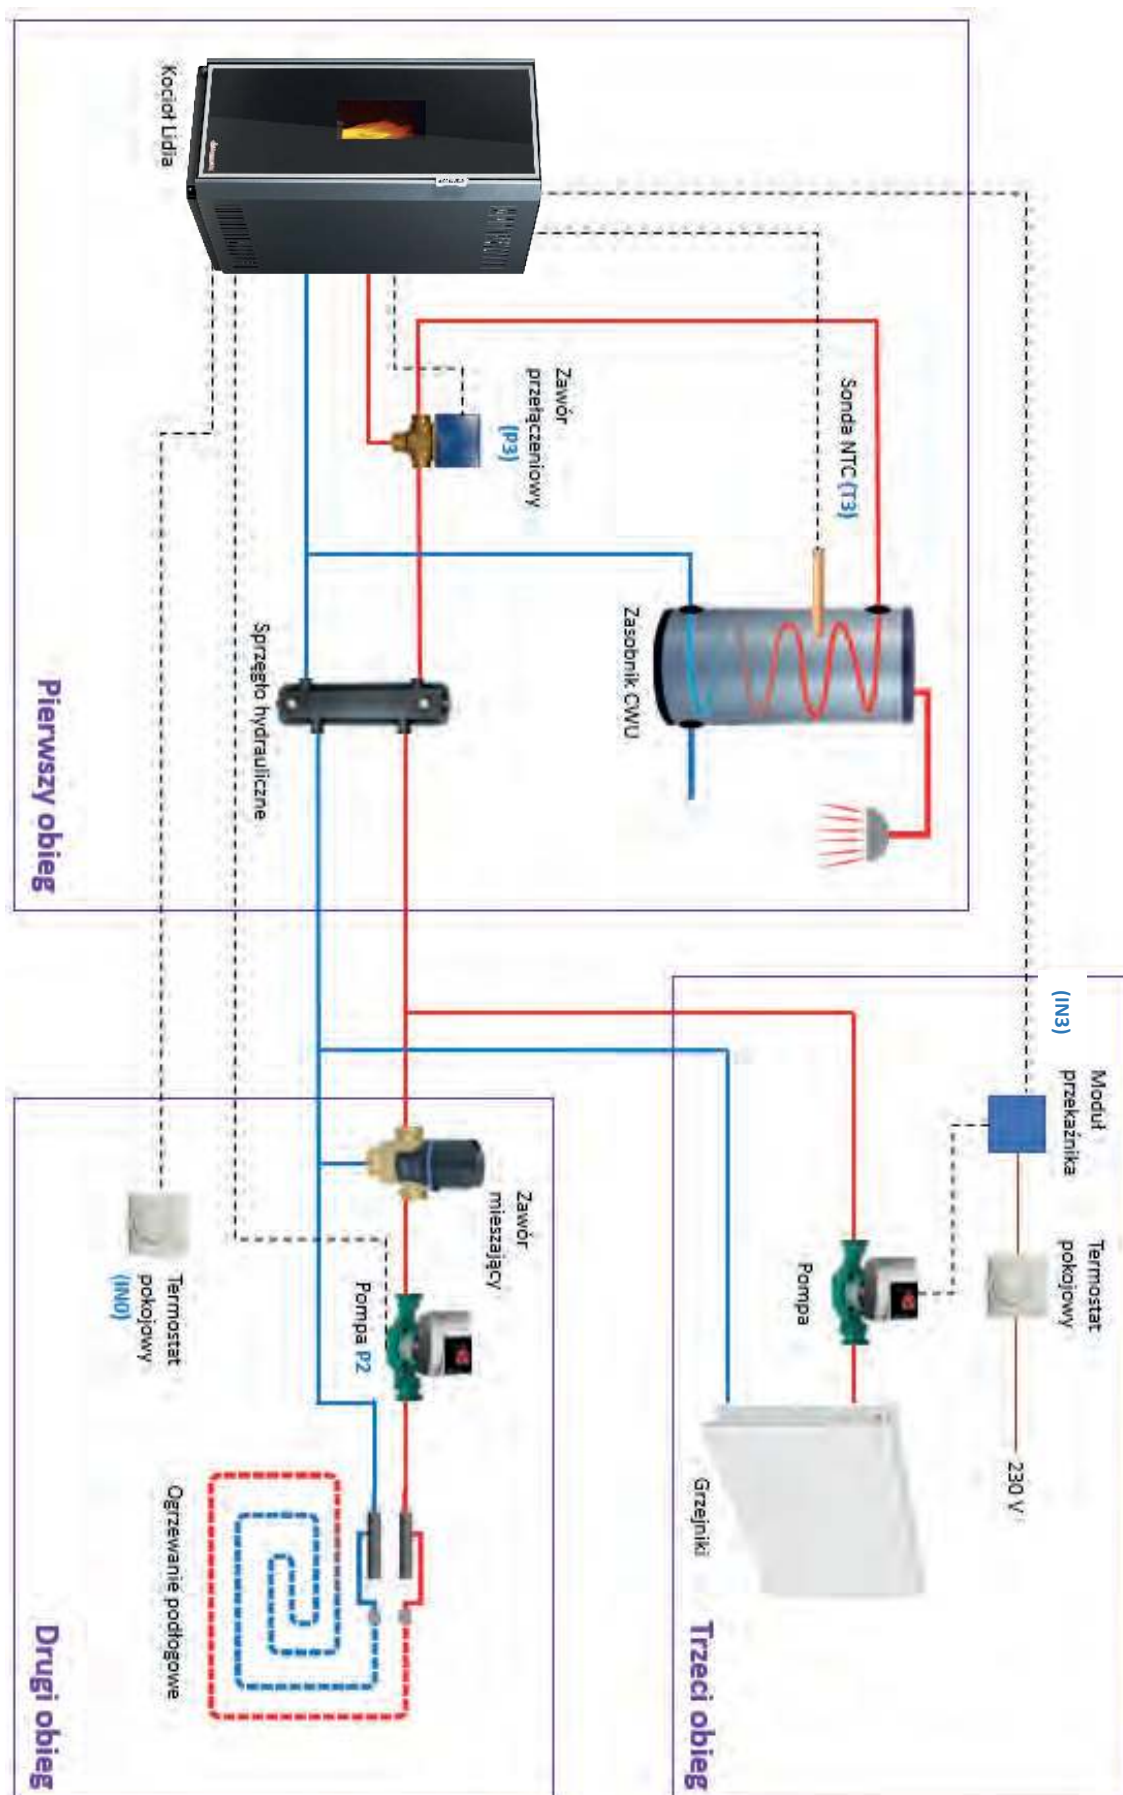 Kocioł Lidia
Zawór
przełączeniowy
(P3)
Sonda NTC (T3)
Zasobnik CWU
Sprzęgło hydrauliczne
Pierwszy obieg
(IN3)
Moduł
przekaźnika
Termostat
pokojowy
230 V
Pompa
Grzejniki
Trzeci obieg
Zawór
mieszający
Pompa P2
Termostat
pokojowy
(IN0)
Ogrzewanie podłogowe
Drugi obieg